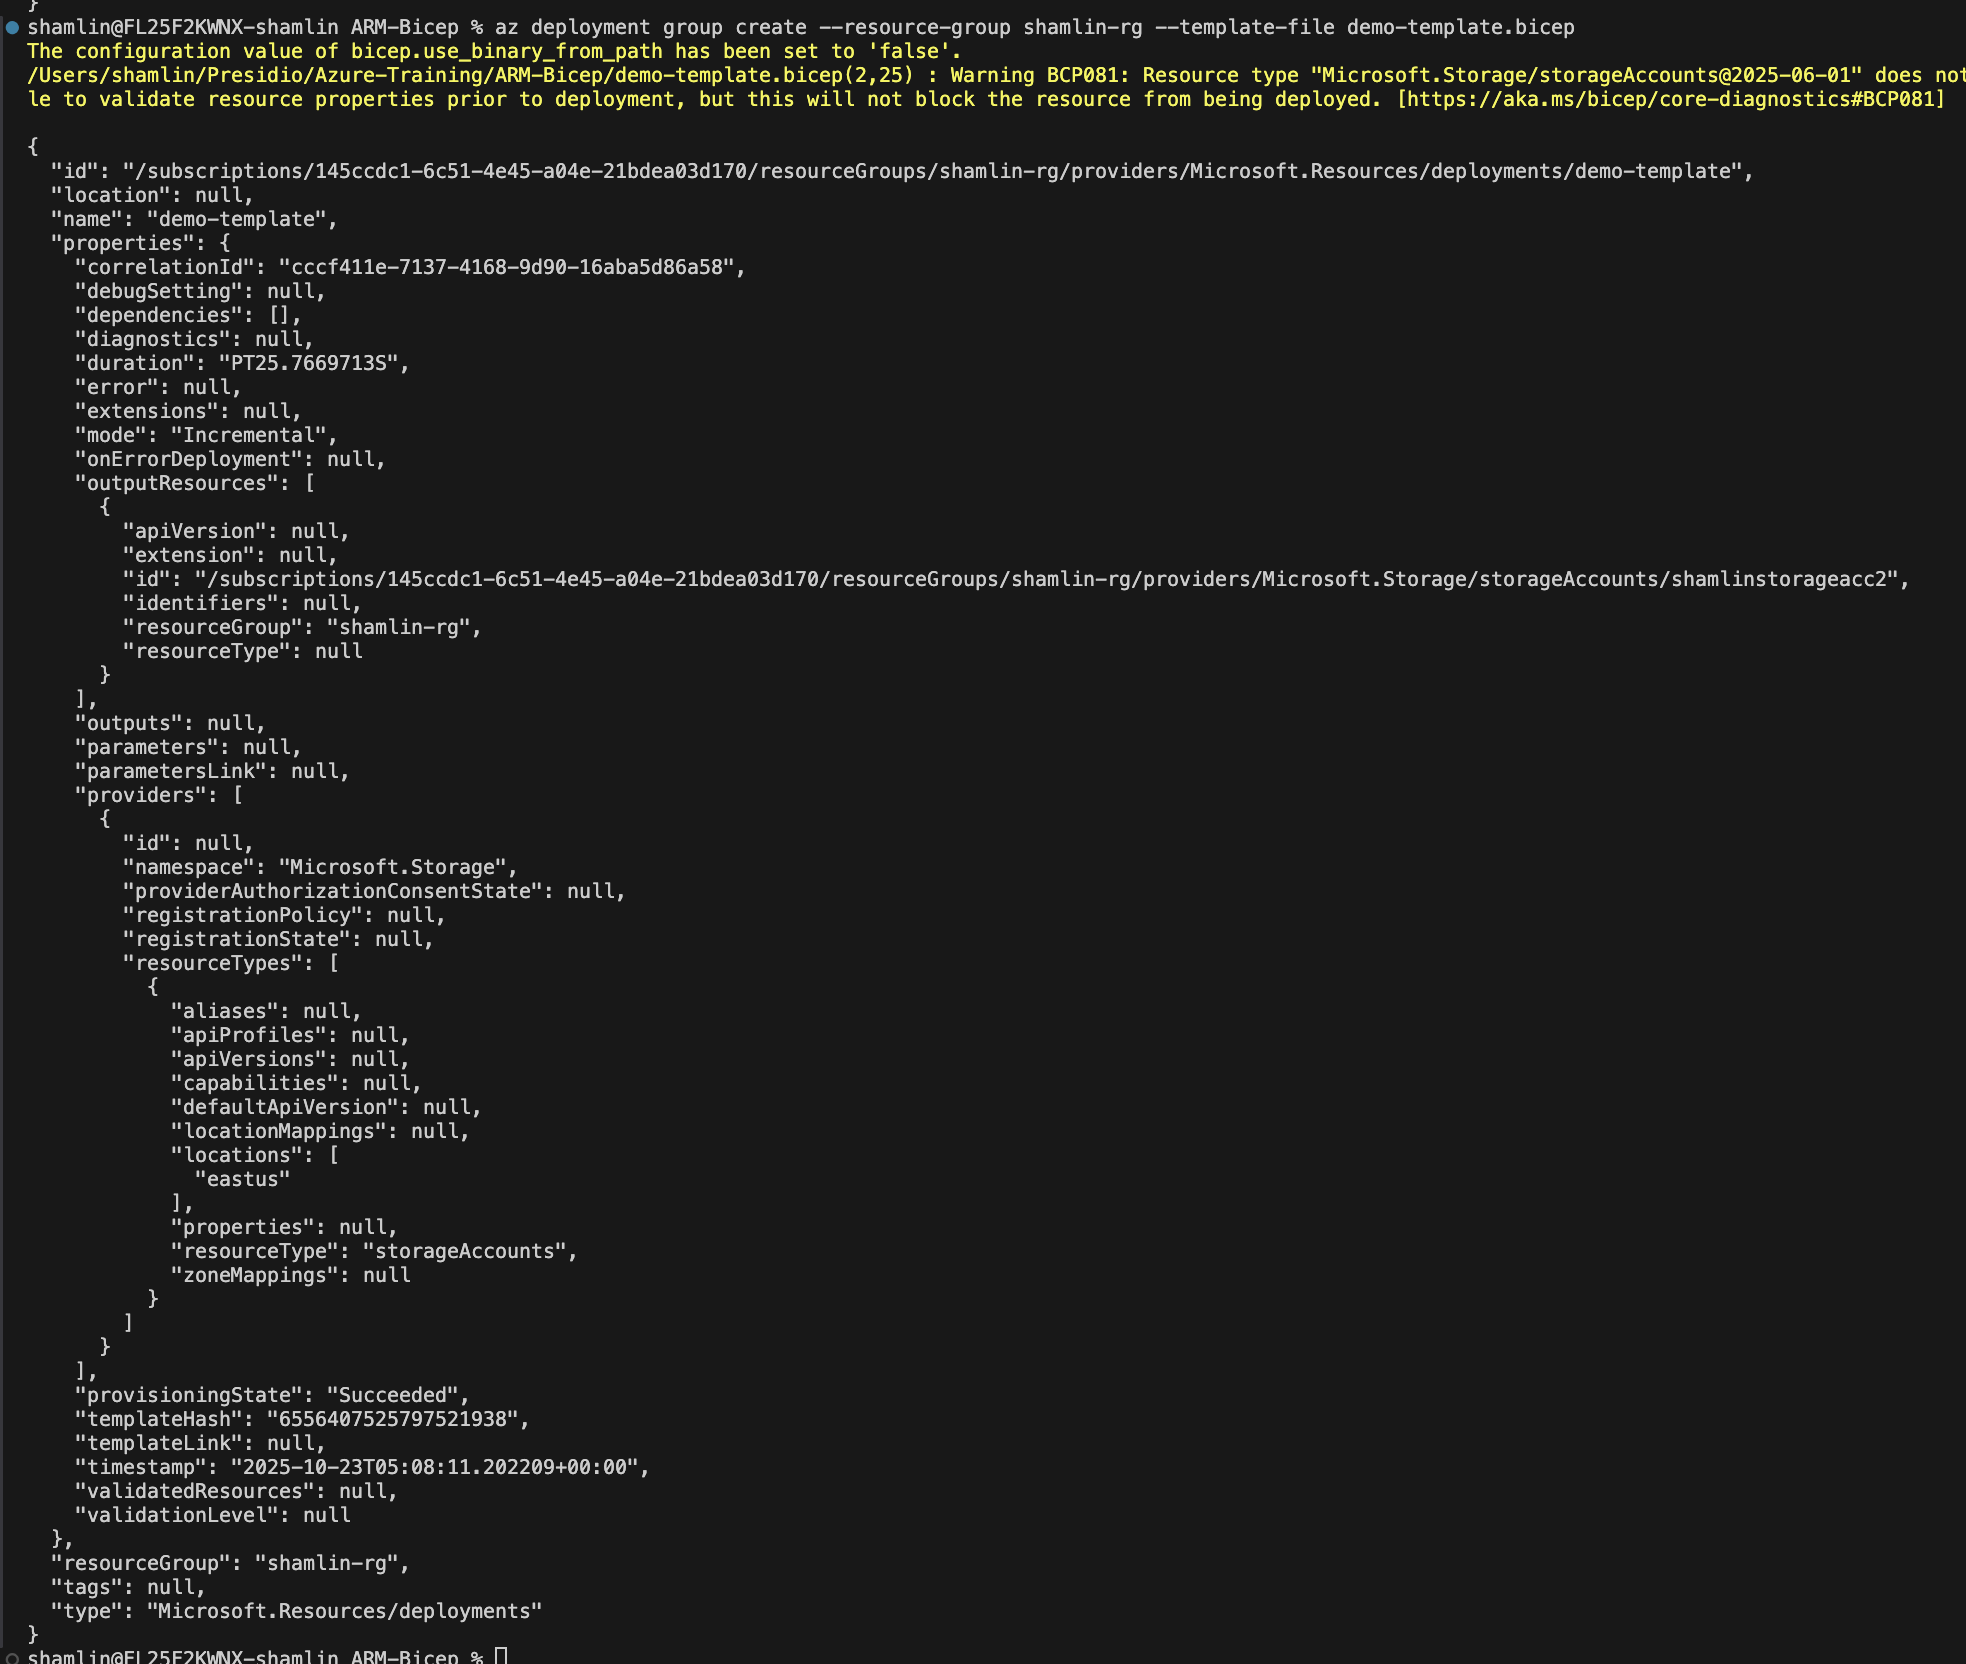 }
shamlin@FL25F2KWNX-shamlin ARM-Bicep % az deployment group create --resource-group shamlin-rg --template-file demo-template.bicep
The configuration value of bicep.use_binary_from_path has been set to 'false'.
/Users/shamlin/Presidio/Azure-Training/ARM-Bicep/demo-template.bicep(2,25) : Warning BCP081: Resource type "Microsoft.Storage/storageAccounts@2025-06-01" does not
le to validate resource properties prior to deployment, but this will not block the resource from being deployed. [https://aka.ms/bicep/core-diagnostics#BCP081]
{
  "id": "/subscriptions/145ccdc1-6c51-4e45-a04e-21bdea03d170/resourceGroups/shamlin-rg/providers/Microsoft.Resources/deployments/demo-template",
  "location": null,
  "name": "demo-template",
  "properties": {
    "correlationId": "cccf411e-7137-4168-9d90-16aba5d86a58",
    "debugSetting": null,
    "dependencies": [],
    "diagnostics": null,
    "duration": "PT25.7669713S",
    "error": null,
    "extensions": null,
    "mode": "Incremental",
    "onErrorDeployment": null,
    "outputResources": [
      {
        "apiVersion": null,
        "extension": null,
        "id": "/subscriptions/145ccdc1-6c51-4e45-a04e-21bdea03d170/resourceGroups/shamlin-rg/providers/Microsoft.Storage/storageAccounts/shamlinstorageacc2",
        "identifiers": null,
        "resourceGroup": "shamlin-rg",
        "resourceType": null
      }
    ],
    "outputs": null,
    "parameters": null,
    "parametersLink": null,
    "providers": [
      {
        "id": null,
        "namespace": "Microsoft.Storage",
        "providerAuthorizationConsentState": null,
        "registrationPolicy": null,
        "registrationState": null,
        "resourceTypes": [
          {
            "aliases": null,
            "apiProfiles": null,
            "apiVersions": null,
            "capabilities": null,
            "defaultApiVersion": null,
            "locationMappings": null,
            "locations": [
              "eastus"
            ],
            "properties": null,
            "resourceType": "storageAccounts",
            "zoneMappings": null
          }
        ]
      }
    ],
    "provisioningState": "Succeeded",
    "templateHash": "6556407525797521938",
    "templateLink": null,
    "timestamp": "2025-10-23T05:08:11.202209+00:00",
    "validatedResources": null,
    "validationLevel": null
  },
  "resourceGroup": "shamlin-rg",
  "tags": null,
  "type": "Microsoft.Resources/deployments"
}
shamlin@FL25F2KWNX-shamlin ARM-Bicep %